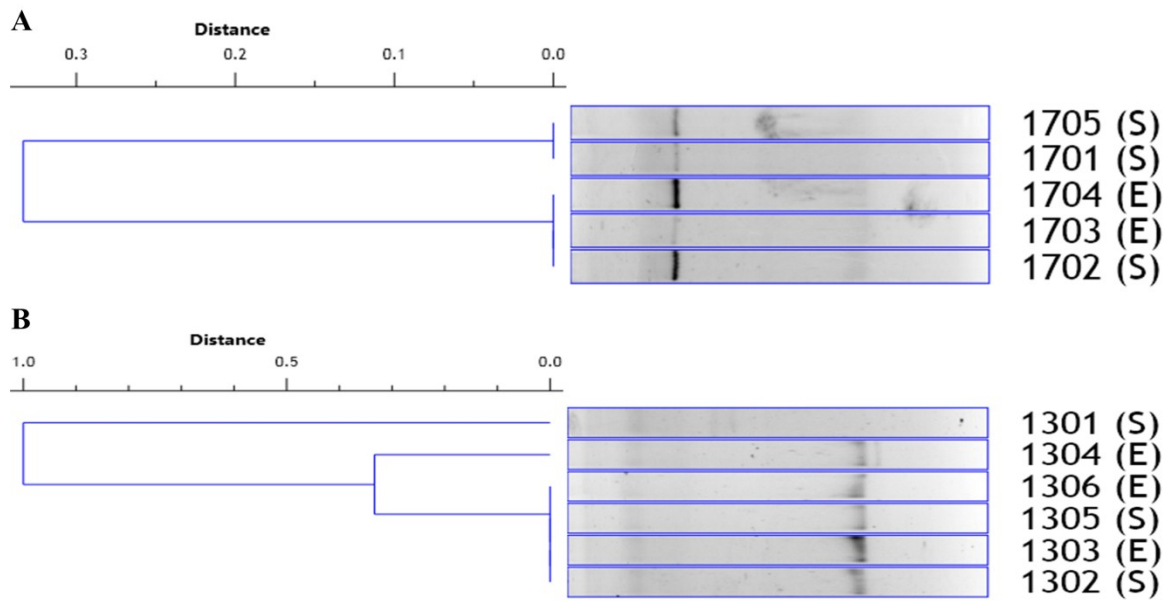 A
Distance
0.3 0.2 0.1 0.0
1705 (S)
1701 (S)
1704 (E)
1703 (E)
1702 (S)
B
Distance
1.0 0.5 0.0
1301 (S)
1304 (E)
1306 (E)
1305 (S)
1303 (E)
1302 (S)